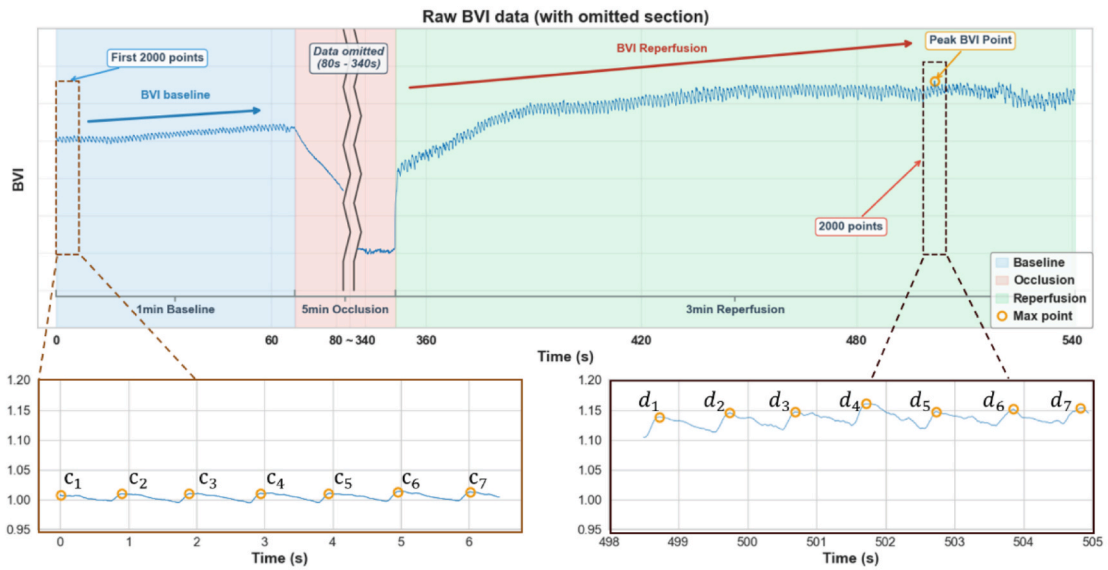 Raw BVI data (with omitted section)
First 2000 points
BVI baseline
Data omitted
(80s - 340s)
BVI Reperfusion
Peak BVI Point
2000 points
BVI
Baseline
Occlusion
Reperfusion
Max point
1min Baseline
5min Occlusion
3min Reperfusion
0
60
80 ~ 340
360
420
480
540
Time (s)
1.20
1.15
1.10
1.05
1.00
0.95
c₁
c₂
c₃
c₄
c₅
c₆
c₇
0
1
2
3
4
5
6
Time (s)
1.20
1.15
1.10
1.05
1.00
0.95
d₁
d₂
d₃
d₄
d₅
d₆
d₇
498
499
500
501
502
503
504
505
Time (s)